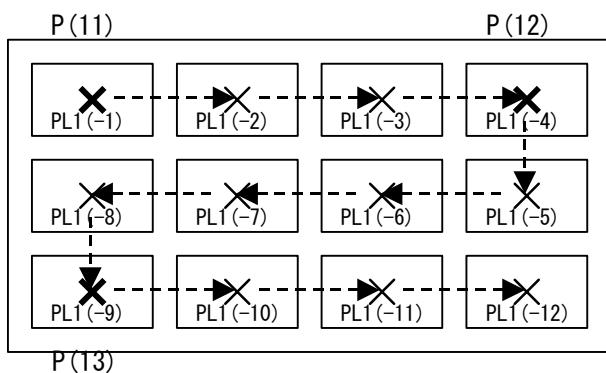 P(11) P(12)
PL1(-1) PL1(-2) PL1(-3) PL1(-4)
PL1(-8) PL1(-7) PL1(-6) PL1(-5)
PL1(-9) PL1(-10) PL1(-11) PL1(-12)
P(13)